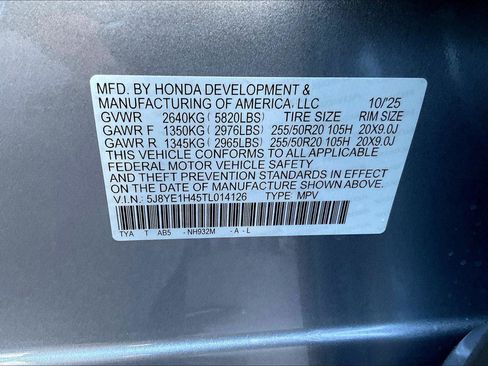 MFD. BY HONDA DEVELOPMENT &
MANUFACTURING OF AMERICA, LLC 10/'25
GVWR 2640KG ( 5820LBS) TIRE SIZE RIM SIZE
GAWR F 1350KG ( 2976LBS) 255/50R20 105H 20X9.0J
GAWR R 1345KG ( 2965LBS) 255/50R20 105H 20X9.0J
THIS VEHICLE CONFORMS TO ALL APPLICABLE
FEDERAL MOTOR VEHICLE SAFETY
AND THEFT PREVENTION STANDARDS IN EFFECT
ON THE DATE OF MANUFACTURE SHOWN ABOVE.
V.I.N.: 5J8YE1H45TL014126 TYPE: MPV
TYA T AB5 - NH932M - A - L